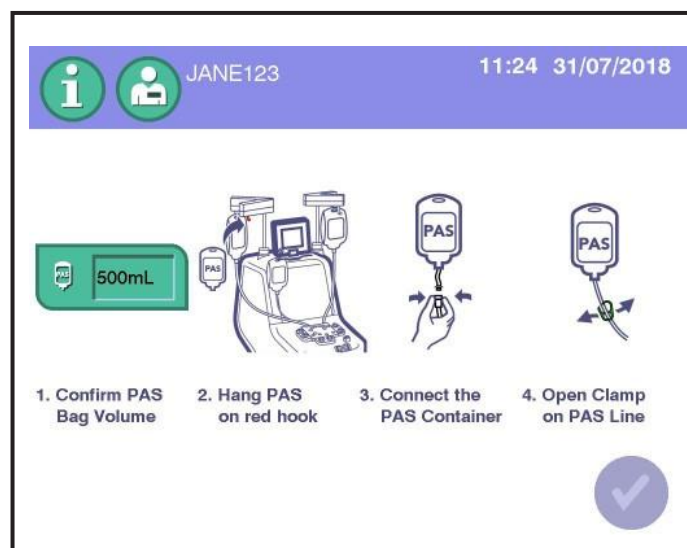 JANE123
11:24 31/07/2018
PAS
500mL
PAS
PAS
PAS
1. Confirm PAS
Bag Volume
2. Hang PAS
on red hook
3. Connect the
PAS Container
4. Open Clamp
on PAS Line